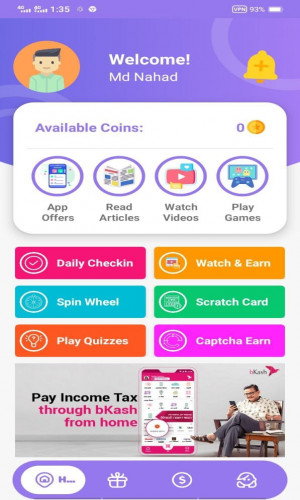 1:35
VPN 93%
Welcome!
Md Nahad
Available Coins:
0
App
Offers
Read
Articles
Watch
Videos
Play
Games
Daily Checkin
Watch & Earn
Spin Wheel
Scratch Card
Play Quizzes
Captcha Earn
Pay Income Tax
through bKash
from home
bKash
H...